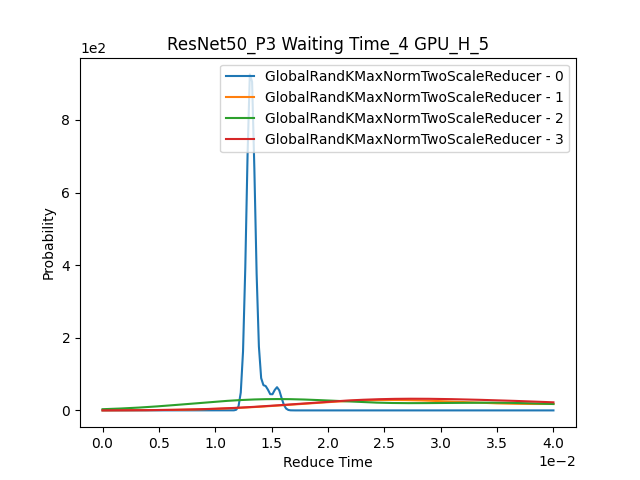 ResNet50_P3 Waiting Time_4 GPU_H_5
1e2
GlobalRandKMaxNormTwoScaleReducer - 0
GlobalRandKMaxNormTwoScaleReducer - 1
GlobalRandKMaxNormTwoScaleReducer - 2
GlobalRandKMaxNormTwoScaleReducer - 3
8
6
4
2
0
Probability
0.0 0.5 1.0 1.5 2.0 2.5 3.0 3.5 4.0
1e−2
Reduce Time